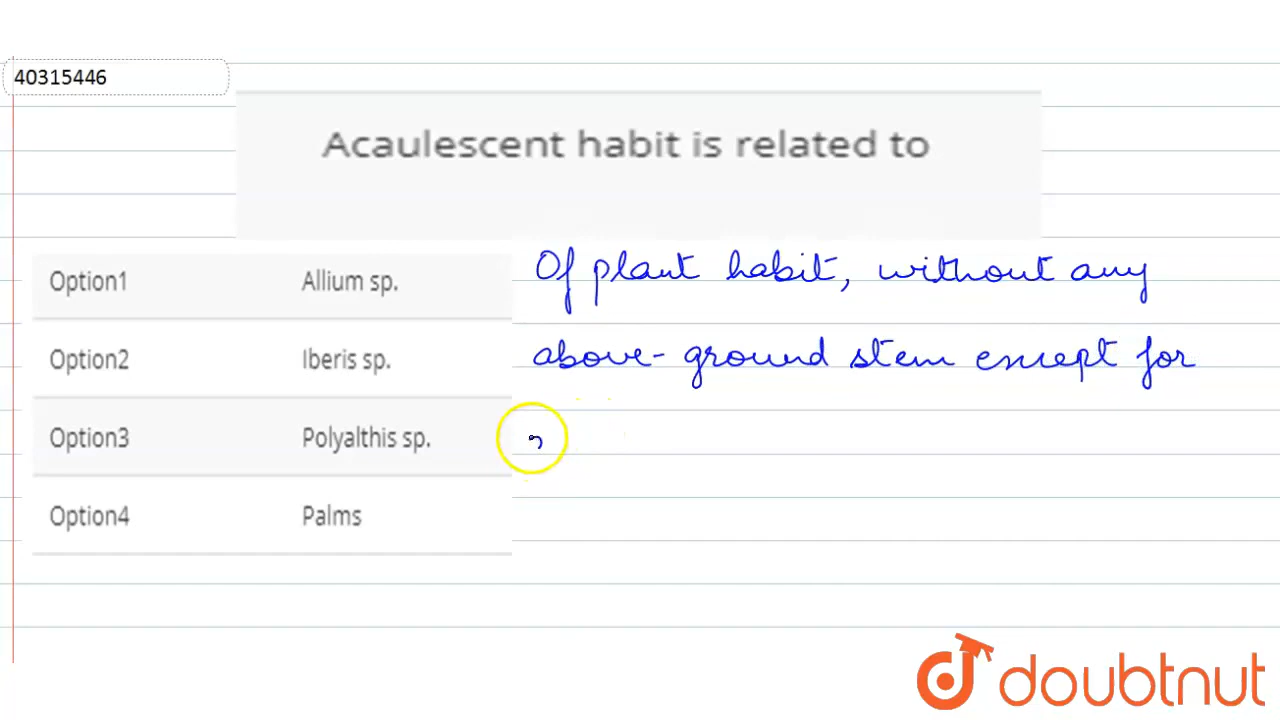 40315446
Acaulescent habit is related to
Option1 Allium sp.
Of plant habit, without any
Option2 Iberis sp.
above-ground stem except for
Option3 Polyalthis sp.
Option4 Palms
doubtnut